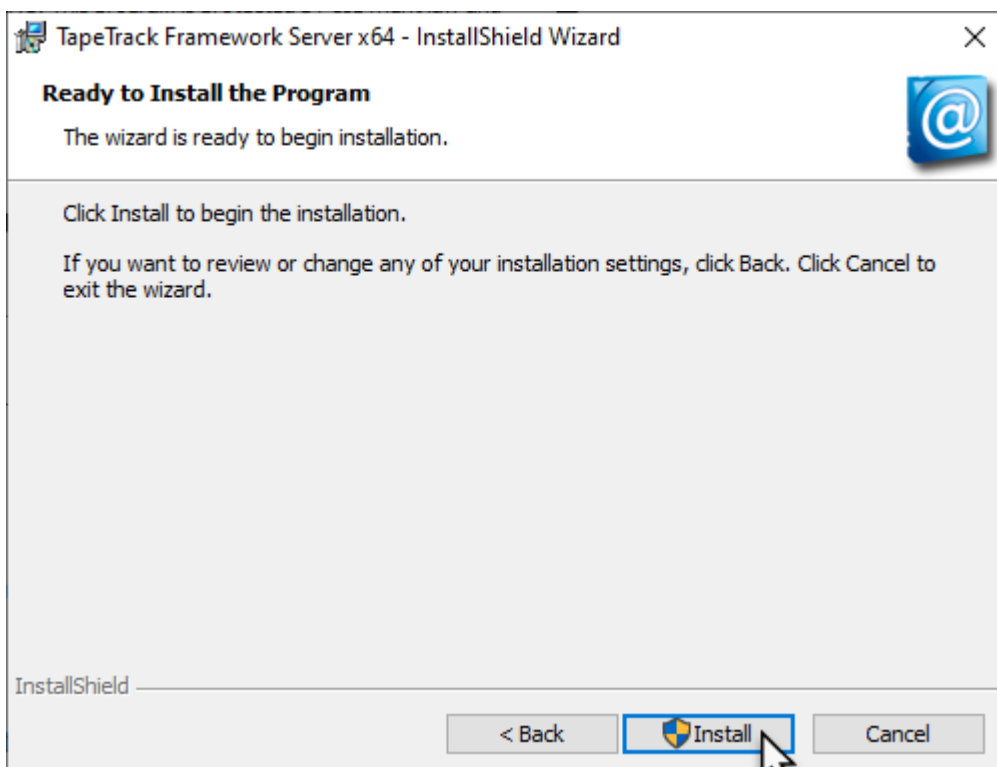 TapeTrack Framework Server x64 - InstallShield Wizard
Ready to Install the Program
The wizard is ready to begin installation.
@
Click Install to begin the installation.
If you want to review or change any of your installation settings, click Back. Click Cancel to
exit the wizard.
InstallShield
< Back
Install
Cancel